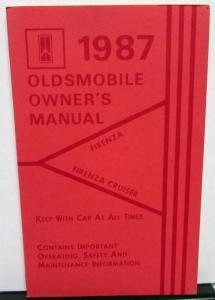 1987
OLDSMOBILE
OWNER'S
MANUAL
FIRENZA
FIRENZA CRUISER
KEEP WITH CAR AT ALL TIMES
CONTAINS IMPORTANT
OPERATING, SAFETY AND
MAINTENANCE INFORMATION